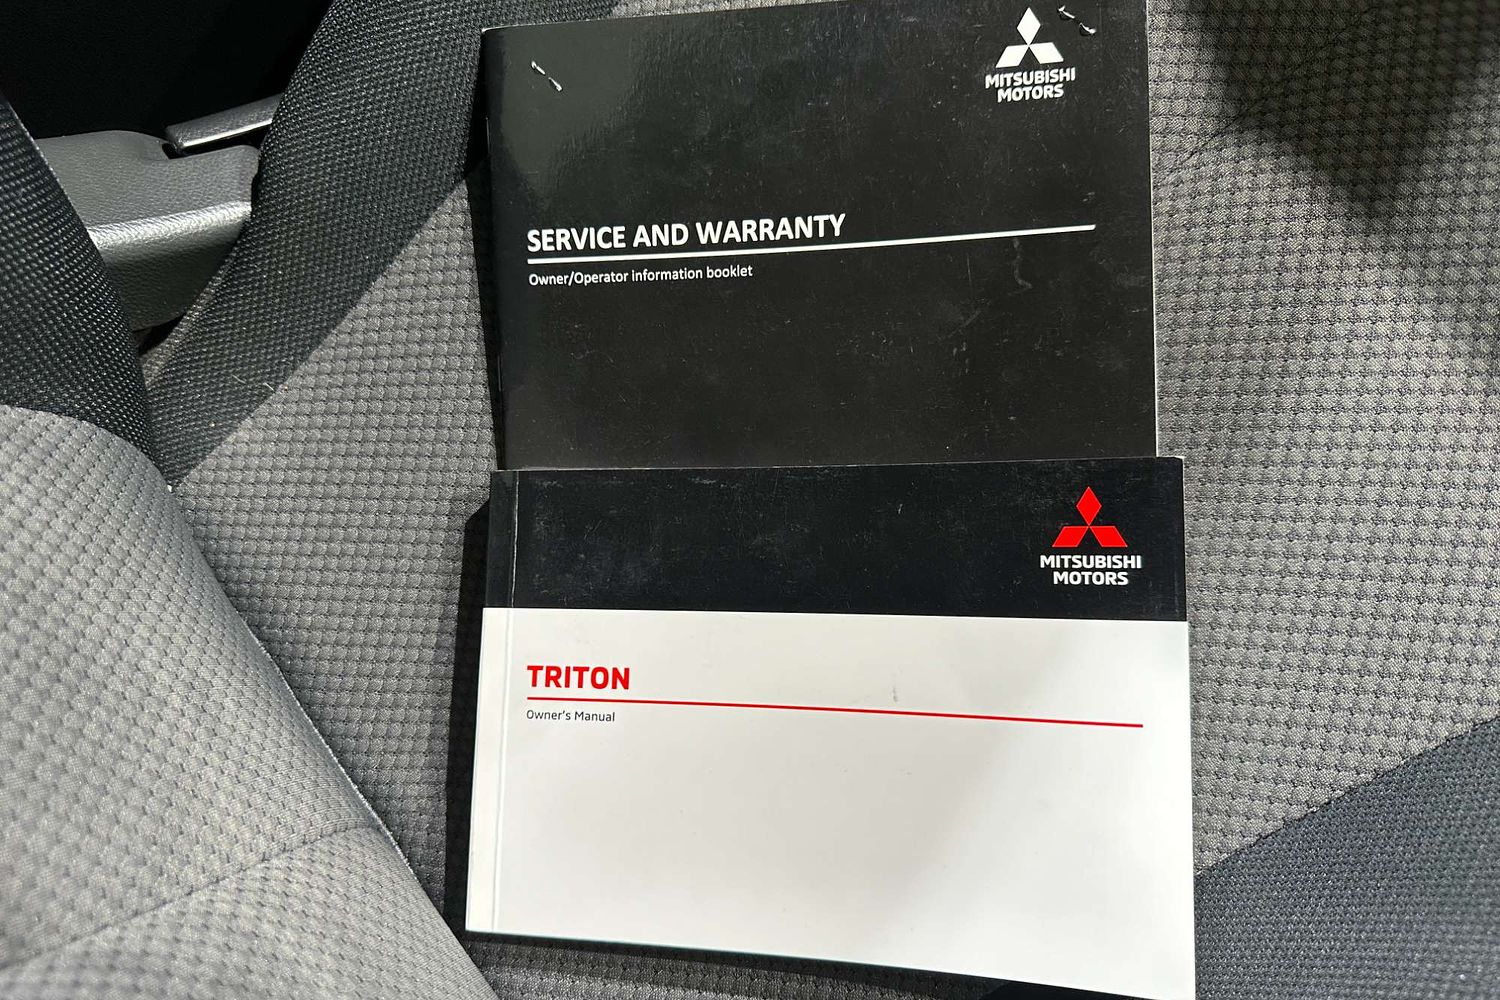 MITSUBISHI
MOTORS
SERVICE AND WARRANTY
Owner/Operator information booklet
MITSUBISHI
MOTORS
TRITON
Owner's Manual